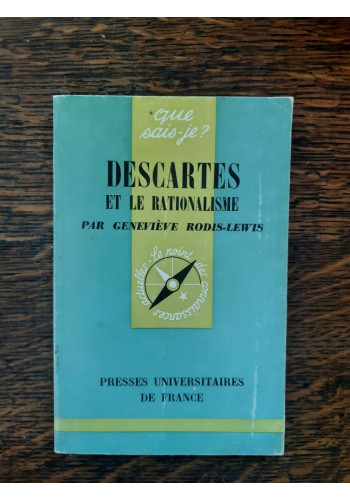 que
sais-je?
DESCARTES
ET LE RATIONALISME
PAR GENEVIÈVE RODIS-LEWIS
Le point des connaissances actuelles
PRESSES UNIVERSITAIRES
DE FRANCE